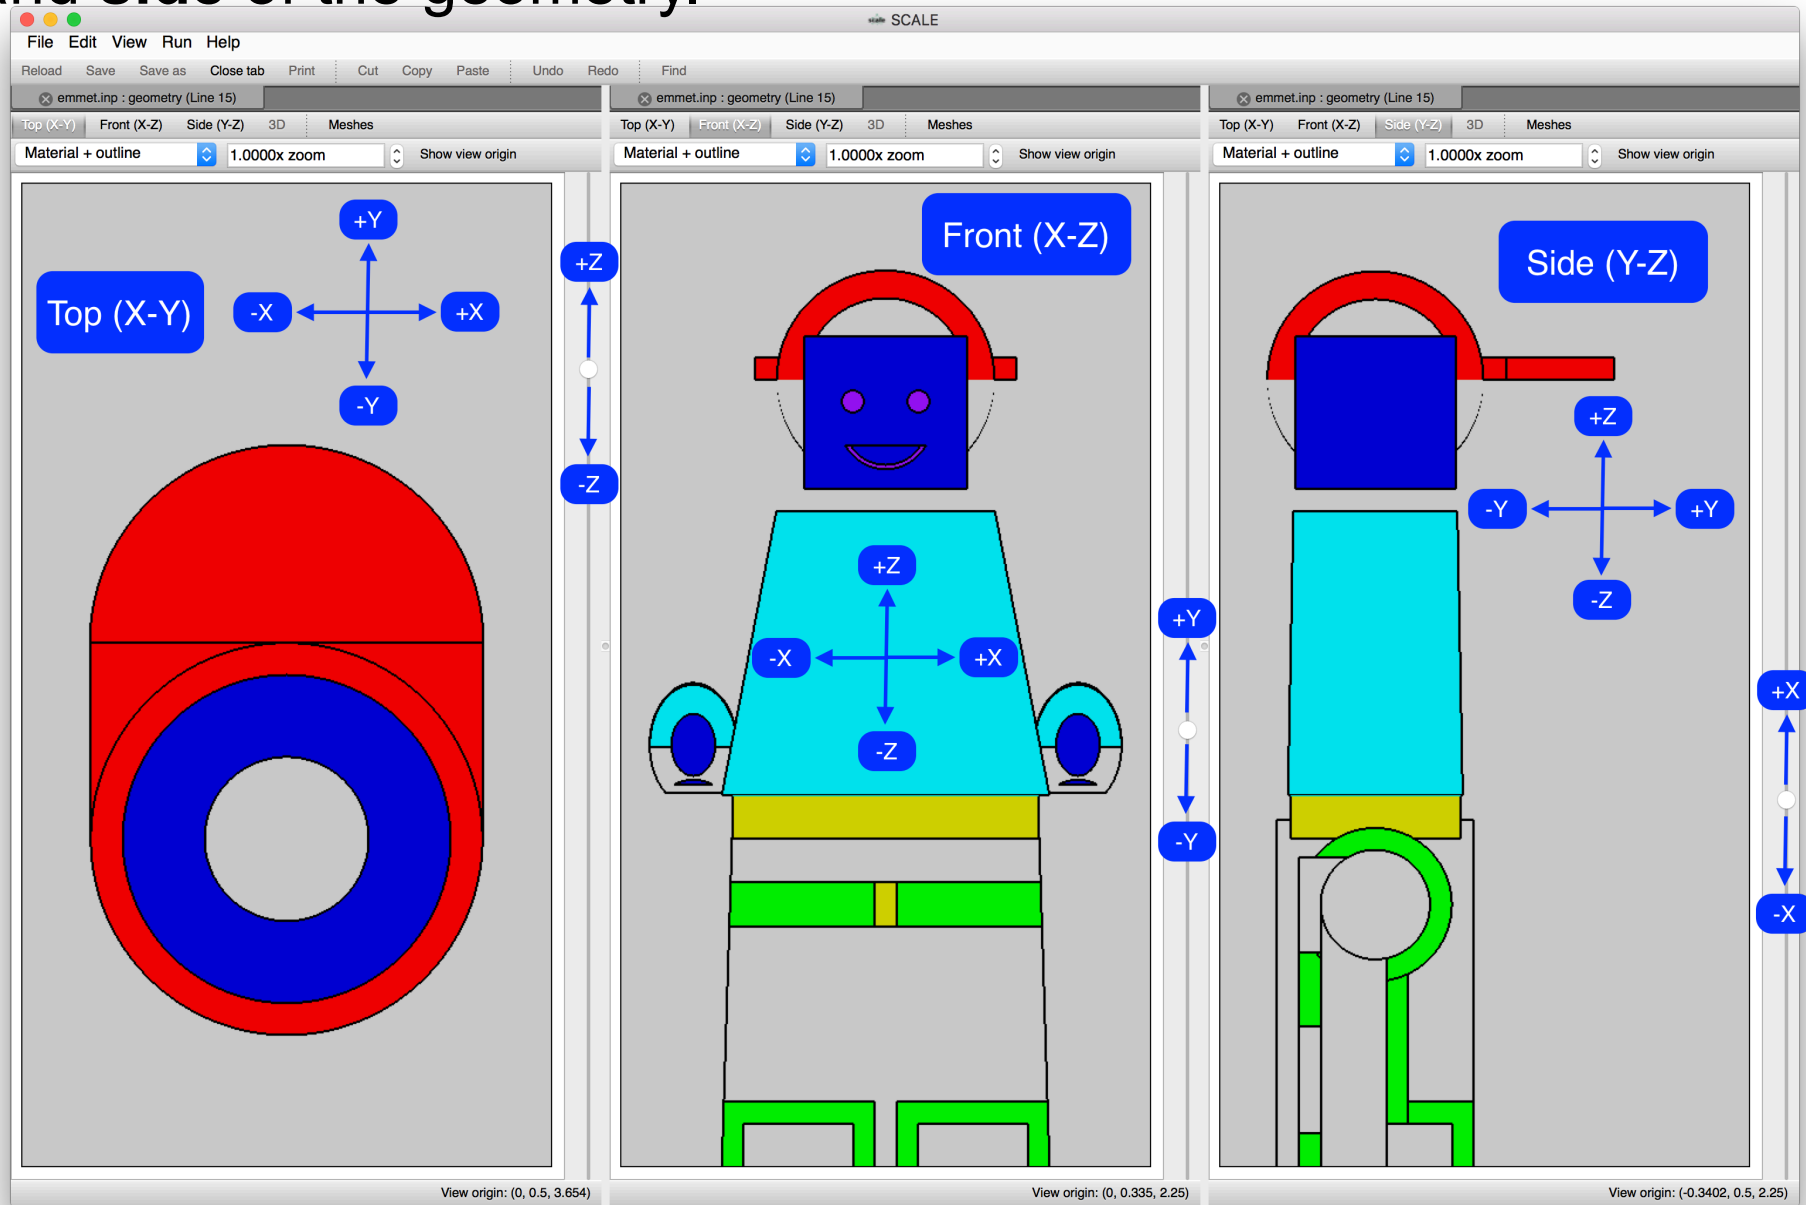 and side of the geometry.
SCALE
File Edit View Run Help
Reload Save Save as Close tab Print Cut Copy Paste Undo Redo Find
emmet.inp : geometry (Line 15)
Top (X-Y) Front (X-Z) Side (Y-Z) 3D Meshes
Material + outline 1.0000x zoom Show view origin
Top (X-Y)
+Y
-X
+X
-Y
+Z
-Z
View origin: (0, 0.5, 3.654)
emmet.inp : geometry (Line 15)
Top (X-Y) Front (X-Z) Side (Y-Z) 3D Meshes
Material + outline 1.0000x zoom Show view origin
Front (X-Z)
+Z
-X
+X
-Z
+Y
-Y
View origin: (0, 0.335, 2.25)
emmet.inp : geometry (Line 15)
Top (X-Y) Front (X-Z) Side (Y-Z) 3D Meshes
Material + outline 1.0000x zoom Show view origin
Side (Y-Z)
+Z
-Y
+Y
-Z
+X
-X
View origin: (-0.3402, 0.5, 2.25)